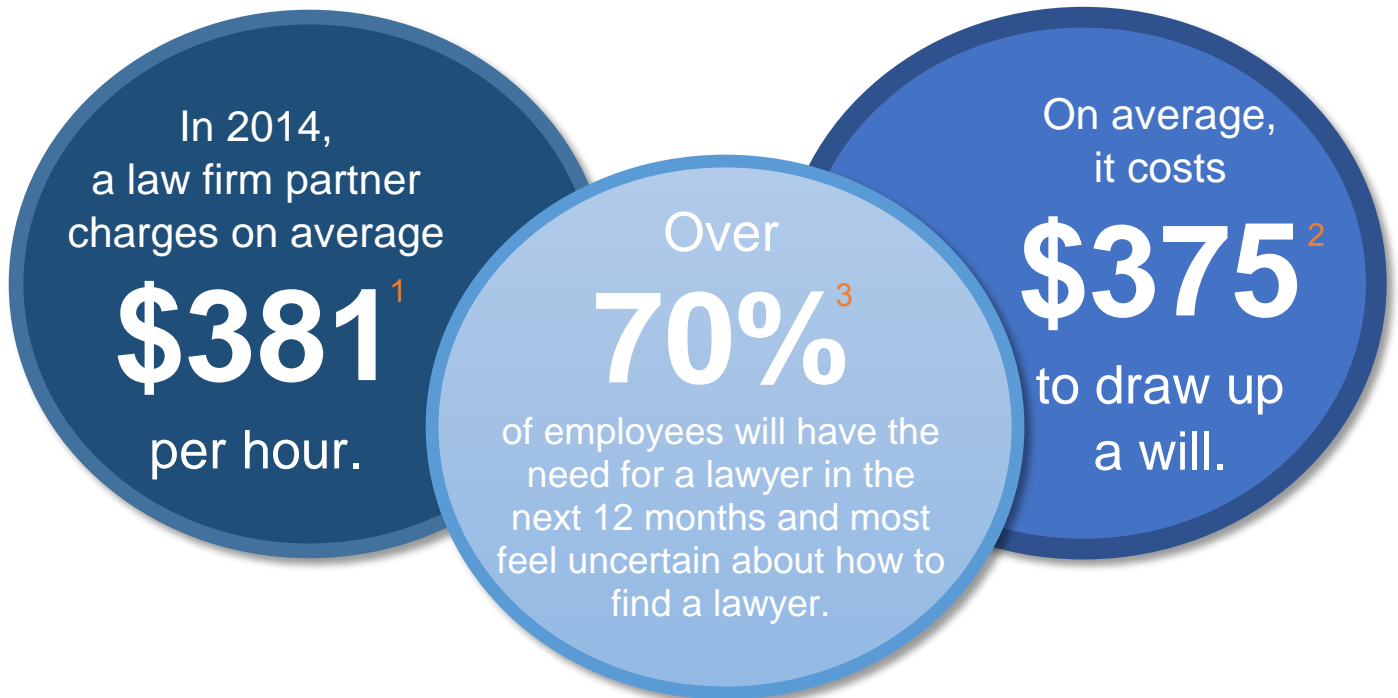 In 2014,
a law firm partner
charges on average
$381 1
per hour.
Over
70% 3
of employees will have the
need for a lawyer in the
next 12 months and most
feel uncertain about how to
find a lawyer.
On average,
it costs
$375 2
to draw up
a will.